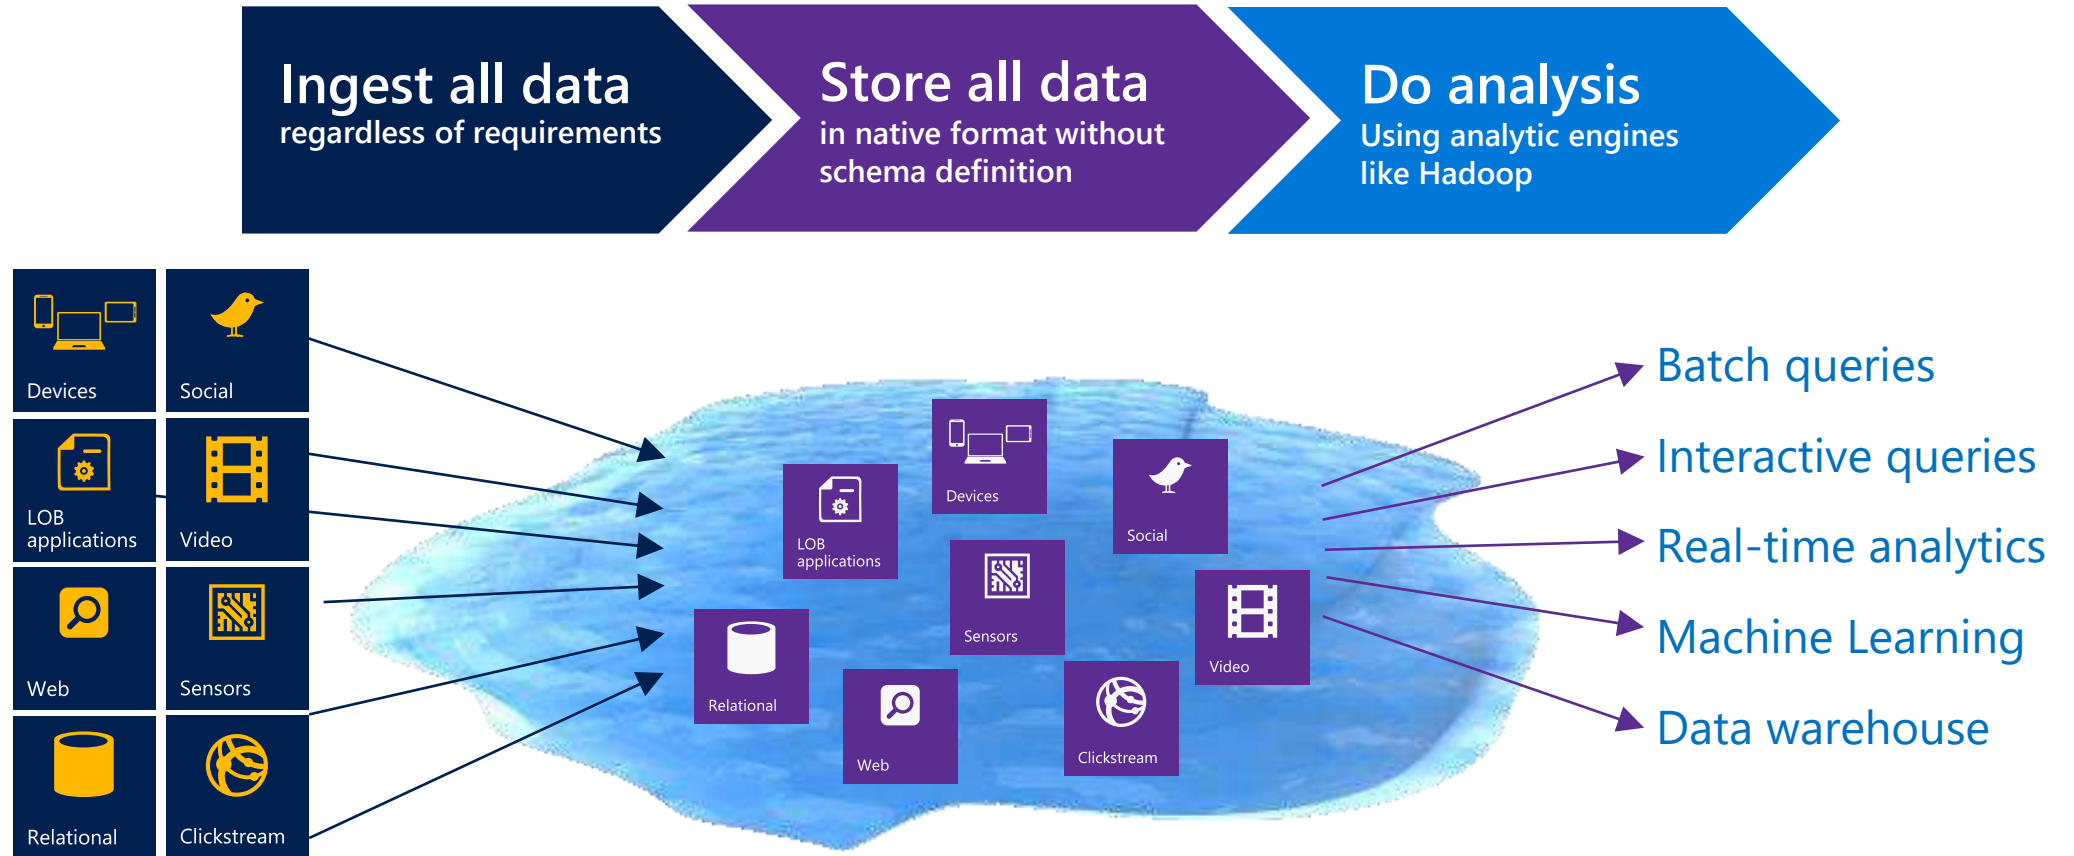 Ingest all data
regardless of requirements
Store all data
in native format without
schema definition
Do analysis
Using analytic engines
like Hadoop
Devices
Social
LOB
applications
Video
Web
Sensors
Relational
Clickstream
Devices
Social
LOB
applications
Sensors
Video
Relational
Web
Clickstream
Batch queries
Interactive queries
Real-time analytics
Machine Learning
Data warehouse